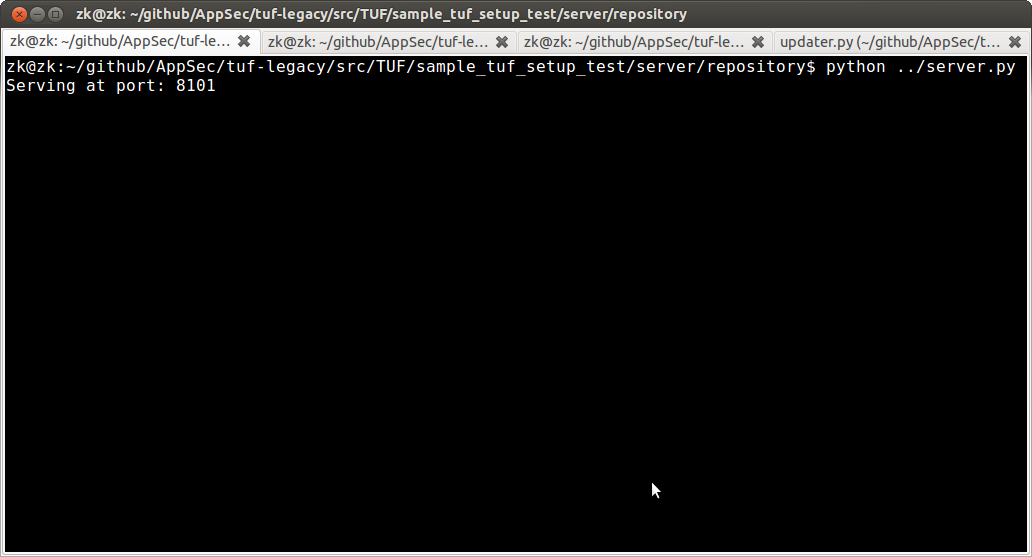 zk@zk: ~/github/AppSec/tuf-legacy/src/TUF/sample_tuf_setup_test/server/repository
zk@zk: ~/github/AppSec/tuf-le... zk@zk: ~/github/AppSec/tuf-le... zk@zk: ~/github/AppSec/tuf-le... updater.py (~/github/AppSec/t...
zk@zk:~/github/AppSec/tuf-legacy/src/TUF/sample_tuf_setup_test/server/repository$ python ../server.py
Serving at port: 8101